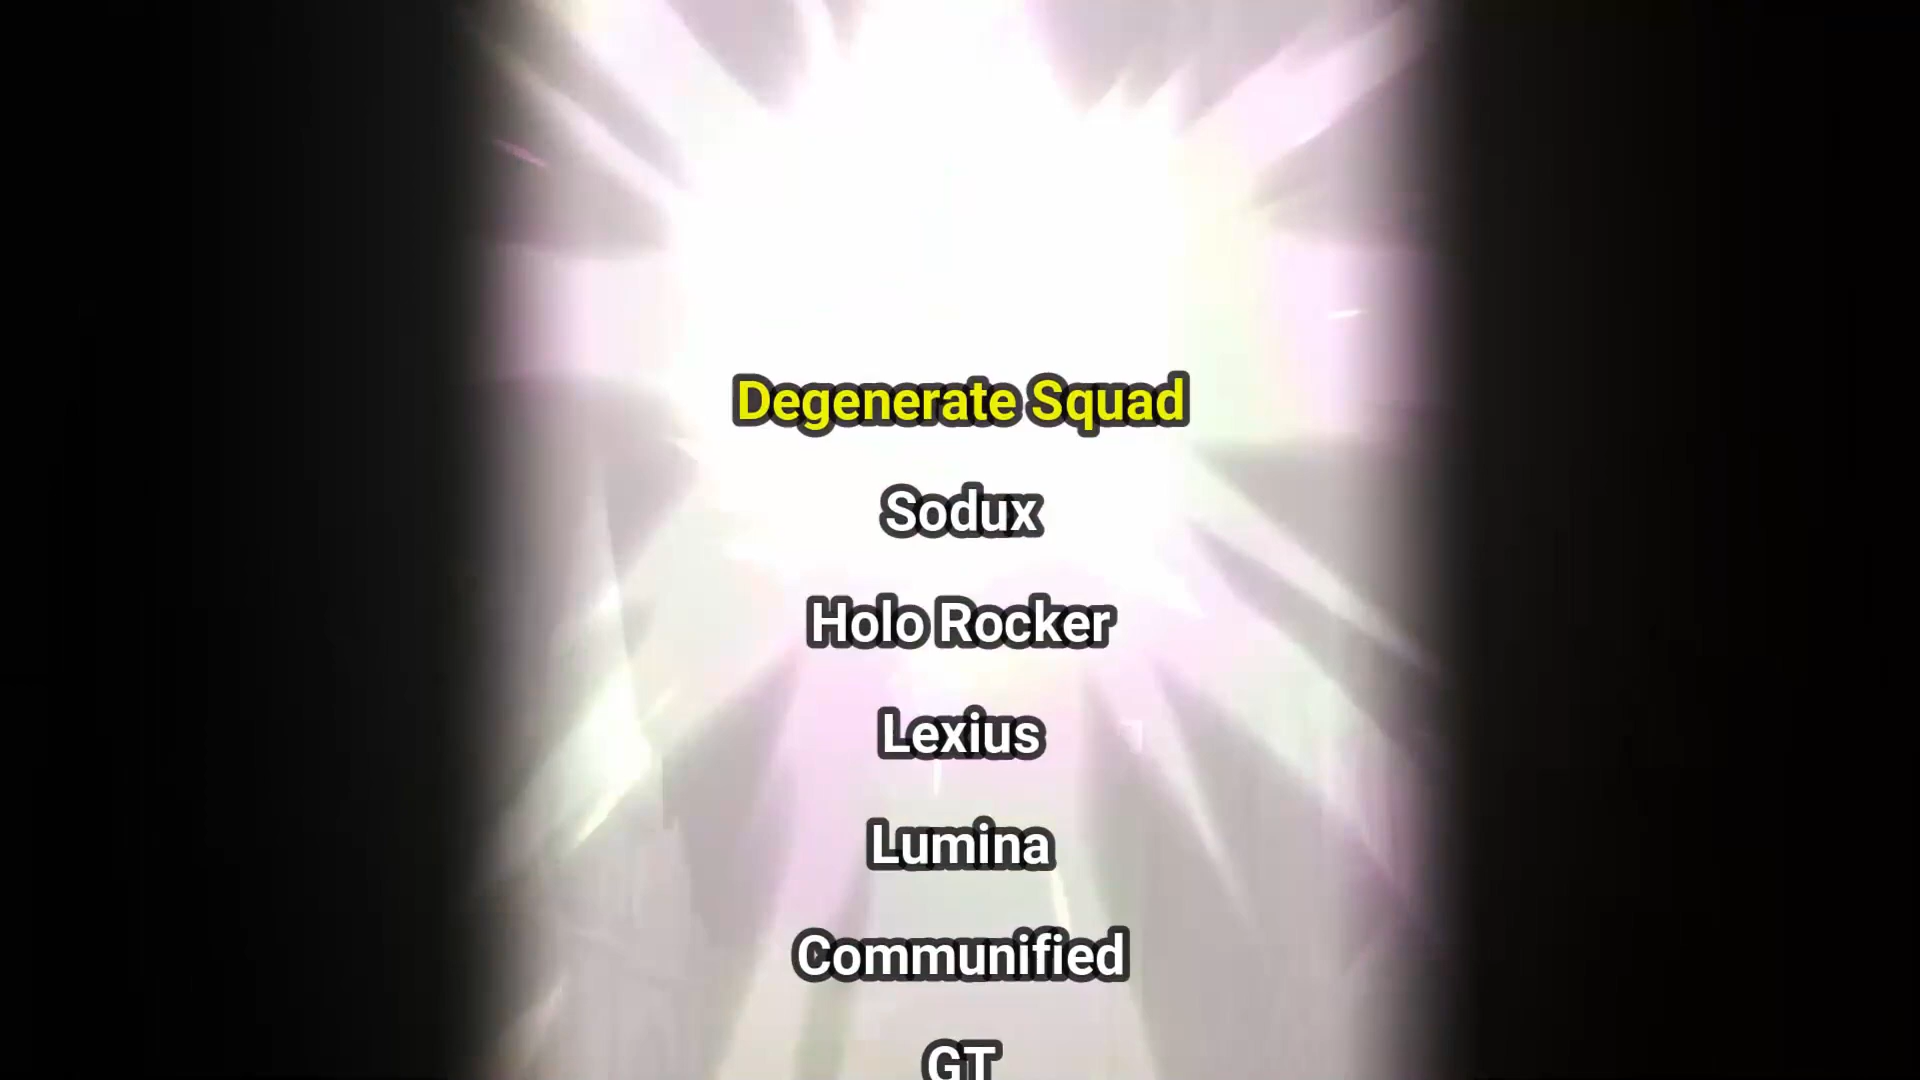 Degenerate Squad
Sodux
Holo Rocker
Lexius
Lumina
Communified
GT